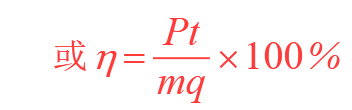 或 η = Pt/mq × 100%